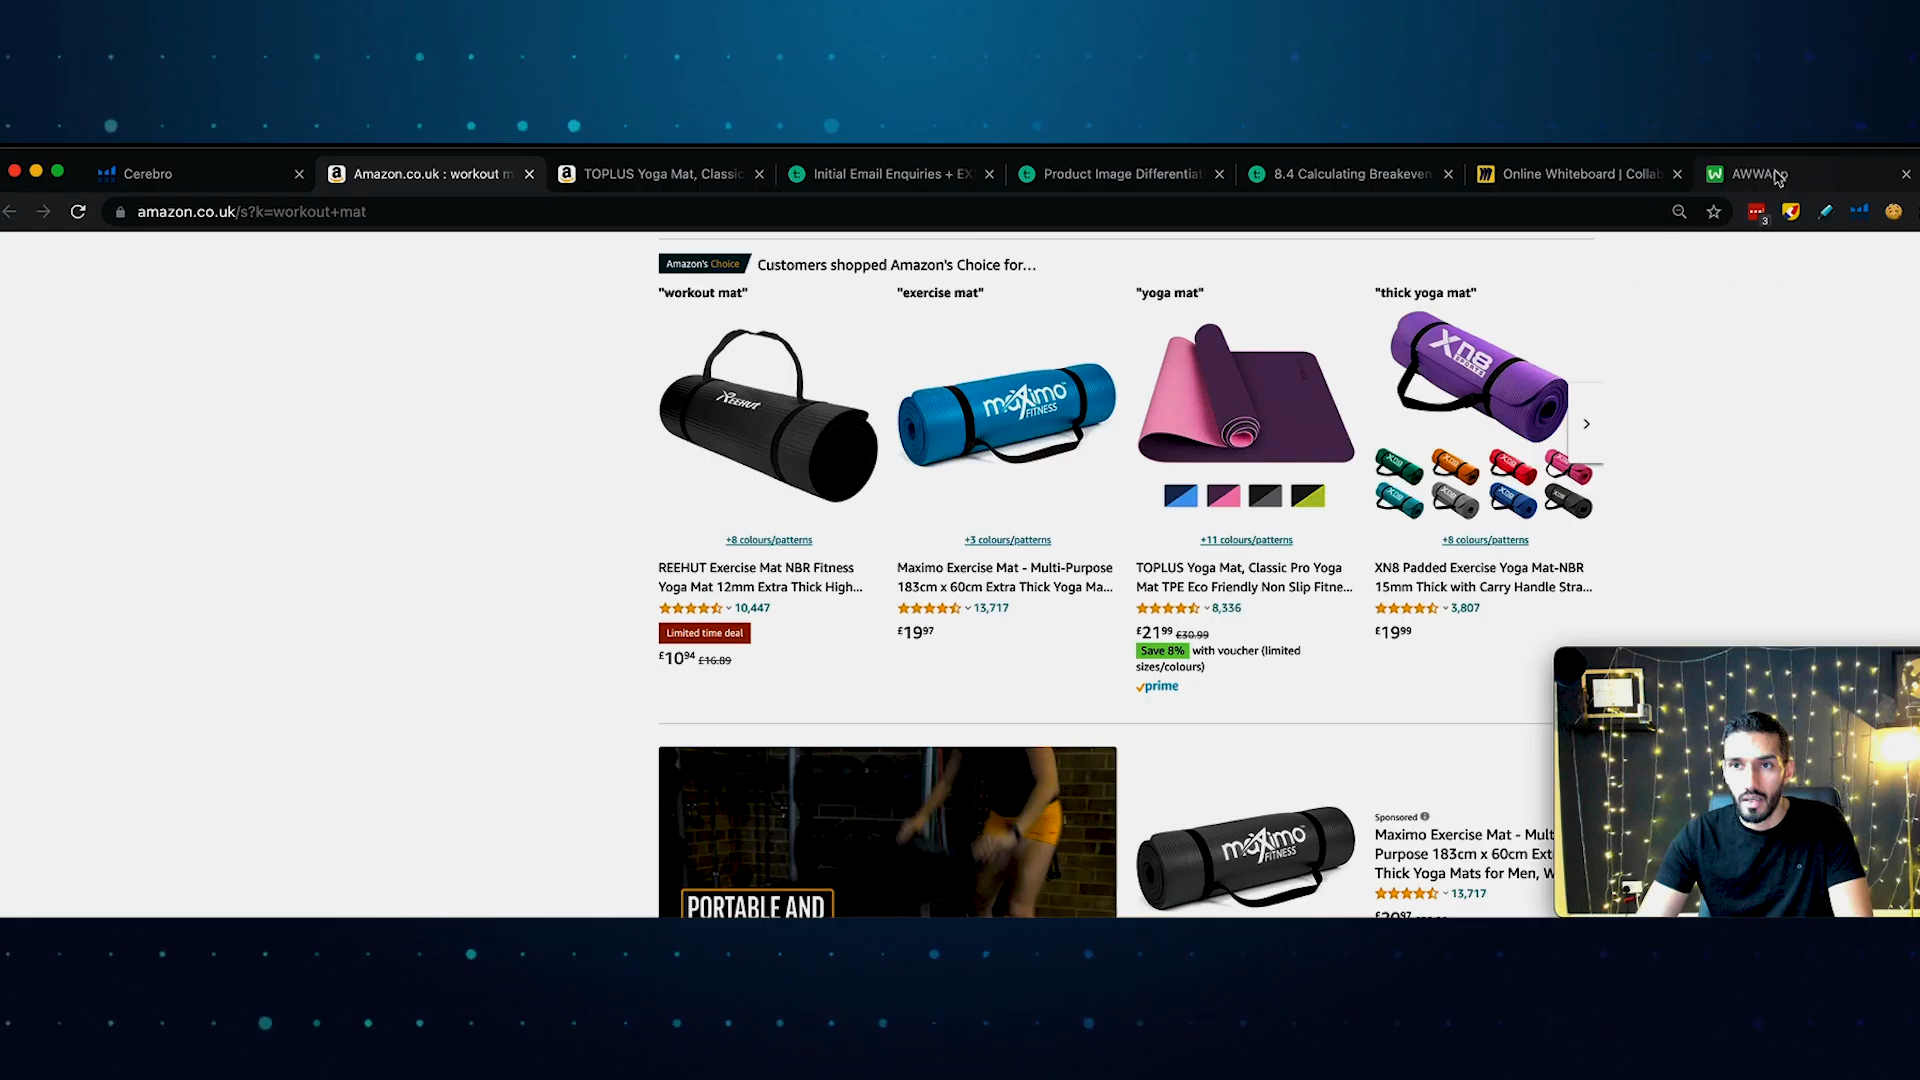 Cerebro
Amazon.co.uk : workout m
TOPLUS Yoga Mat, Classic
Initial Email Enquiries + EX
Product Image Differentiat
8.4 Calculating Breakeven
Online Whiteboard | Collab
amazon.co.uk/s?k=workout+mat
3
Amazon's Choice Customers shopped Amazon's Choice for…
"workout mat"
"exercise mat"
"yoga mat"
"thick yoga mat"
REEHUT
maximo
FITNESS
XN8
SPORTS
+8 colours/patterns
+3 colours/patterns
+11 colours/patterns
+8 colours/patterns
REEHUT Exercise Mat NBR Fitness
Yoga Mat 12mm Extra Thick High...
10,447
Limited time deal
£10.94 £16.89
Maximo Exercise Mat - Multi-Purpose
183cm x 60cm Extra Thick Yoga Ma...
13,717
£19.97
TOPLUS Yoga Mat, Classic Pro Yoga
Mat TPE Eco Friendly Non Slip Fitne...
8,336
£21.99 £30.99
Save 8% with voucher (limited
sizes/colours)
prime
XN8 Padded Exercise Yoga Mat-NBR
15mm Thick with Carry Handle Stra...
3,807
£19.99
PORTABLE AND
maximo
FITNESS
Sponsored
Maximo Exercise Mat - Mult
Purpose 183cm x 60cm Ext
Thick Yoga Mats for Men, W
13,717